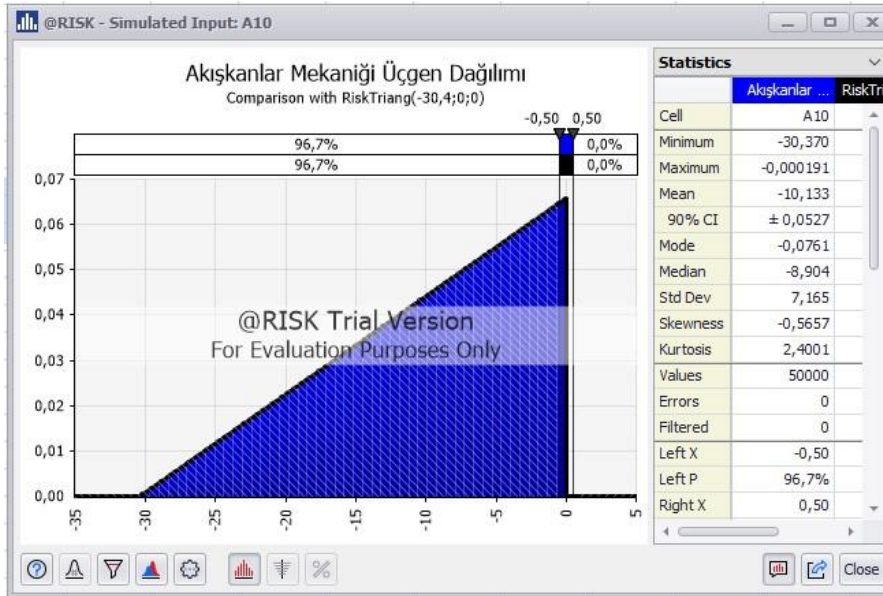 @RISK - Simulated Input: A10
Akışkanlar Mekaniği Üçgen Dağılımı
Comparison with RiskTriang(-30,4;0;0)
-0,50 0,50
96,7% 0,0%
96,7% 0,0%
0,07
0,06
0,05
0,04
0,03
0,02
0,01
0,00
-35 -30 -25 -20 -15 -10 -5 0 5
@RISK Trial Version
For Evaluation Purposes Only
Statistics
Akışkanlar ... RiskTri
Cell A10
Minimum -30,370
Maximum -0,000191
Mean -10,133
90% CI ± 0,0527
Mode -0,0761
Median -8,904
Std Dev 7,165
Skewness -0,5657
Kurtosis 2,4001
Values 50000
Errors 0
Filtered 0
Left X -0,50
Left P 96,7%
Right X 0,50
Close